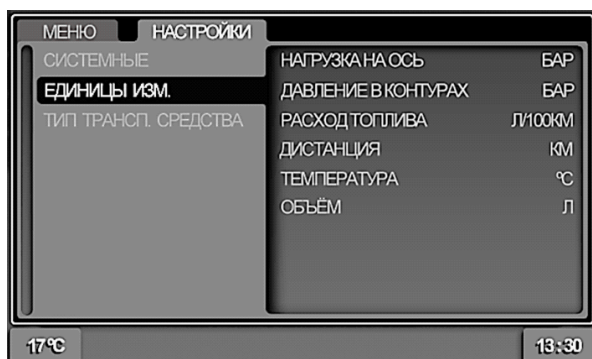 МЕНЮ НАСТРОЙКИ
СИСТЕМНЫЕ
ЕДИНИЦЫ ИЗМ.
ТИП ТРАНСП. СРЕДСТВА
НАГРУЗКА НА ОСЬ БАР
ДАВЛЕНИЕ В КОНТУРАХ БАР
РАСХОД ТОПЛИВА Л/100КМ
ДИСТАНЦИЯ КМ
ТЕМПЕРАТУРА °С
ОБЪЁМ Л
17°С 13:30